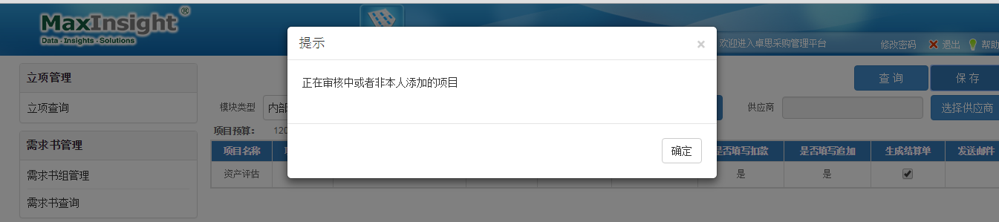 MaxInsight®
Data - Insights - Solutions
欢迎进入卓思采购管理平台
修改密码
退出
帮助
提示
×
正在审核中或者非本人添加的项目
确定
立项管理
立项查询
需求书管理
需求书组管理
需求书查询
查 询
保 存
模块类型
内部
供应商
选择供应商
项目预算:
120
项目名称
是否填写扣款
是否填写追加
生成结算单
发送邮件
资产评估
是
是